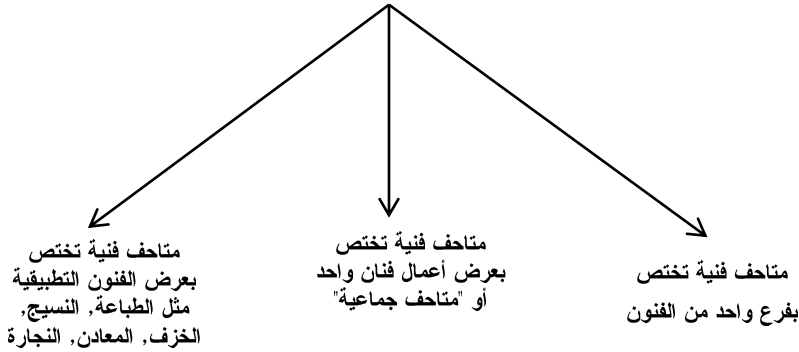 متاحف فنية تختص
بفرع واحد من الفنون
متاحف فنية تختص
بعرض أعمال فنان واحد
أو "متاحف جماعية"
متاحف فنية تختص
بعرض الفنون التطبيقية
مثل الطباعة, النسيج,
الخزف, المعادن, النجارة